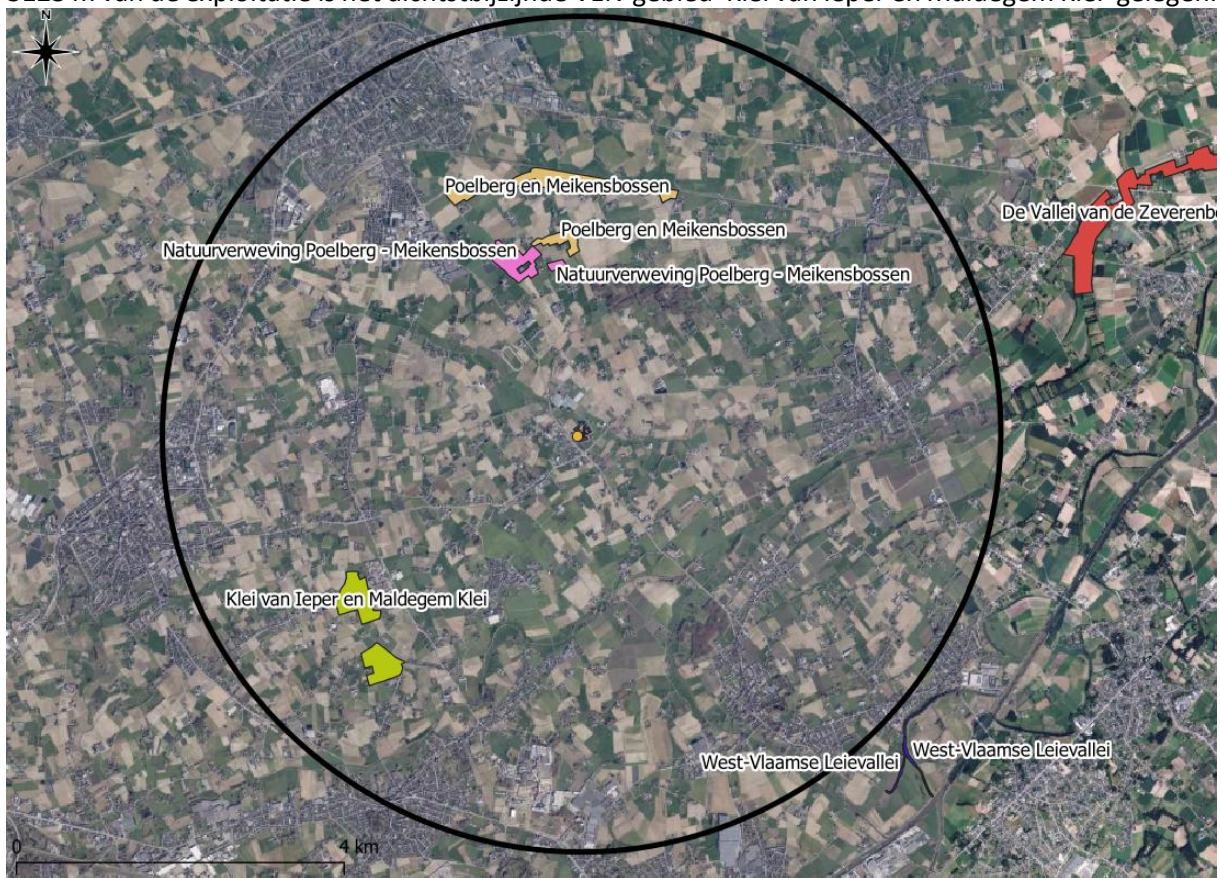 N
Poelberg en Meikensbossen
De Vallei van de Zeverenb
Poelberg en Meikensbossen
Natuurverweving Poelberg - Meikensbossen
Natuurverweving Poelberg - Meikensbossen
Klei van Ieper en Maldegem Klei
West-Vlaamse Leievallei
West-Vlaamse Leievallei
0 4 km